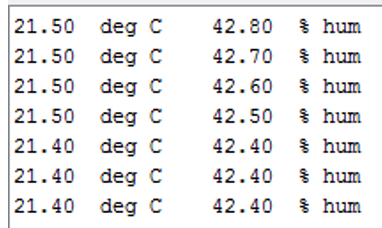 21.50 deg C 42.80 % hum
21.50 deg C 42.70 % hum
21.50 deg C 42.60 % hum
21.50 deg C 42.50 % hum
21.40 deg C 42.40 % hum
21.40 deg C 42.40 % hum
21.40 deg C 42.40 % hum